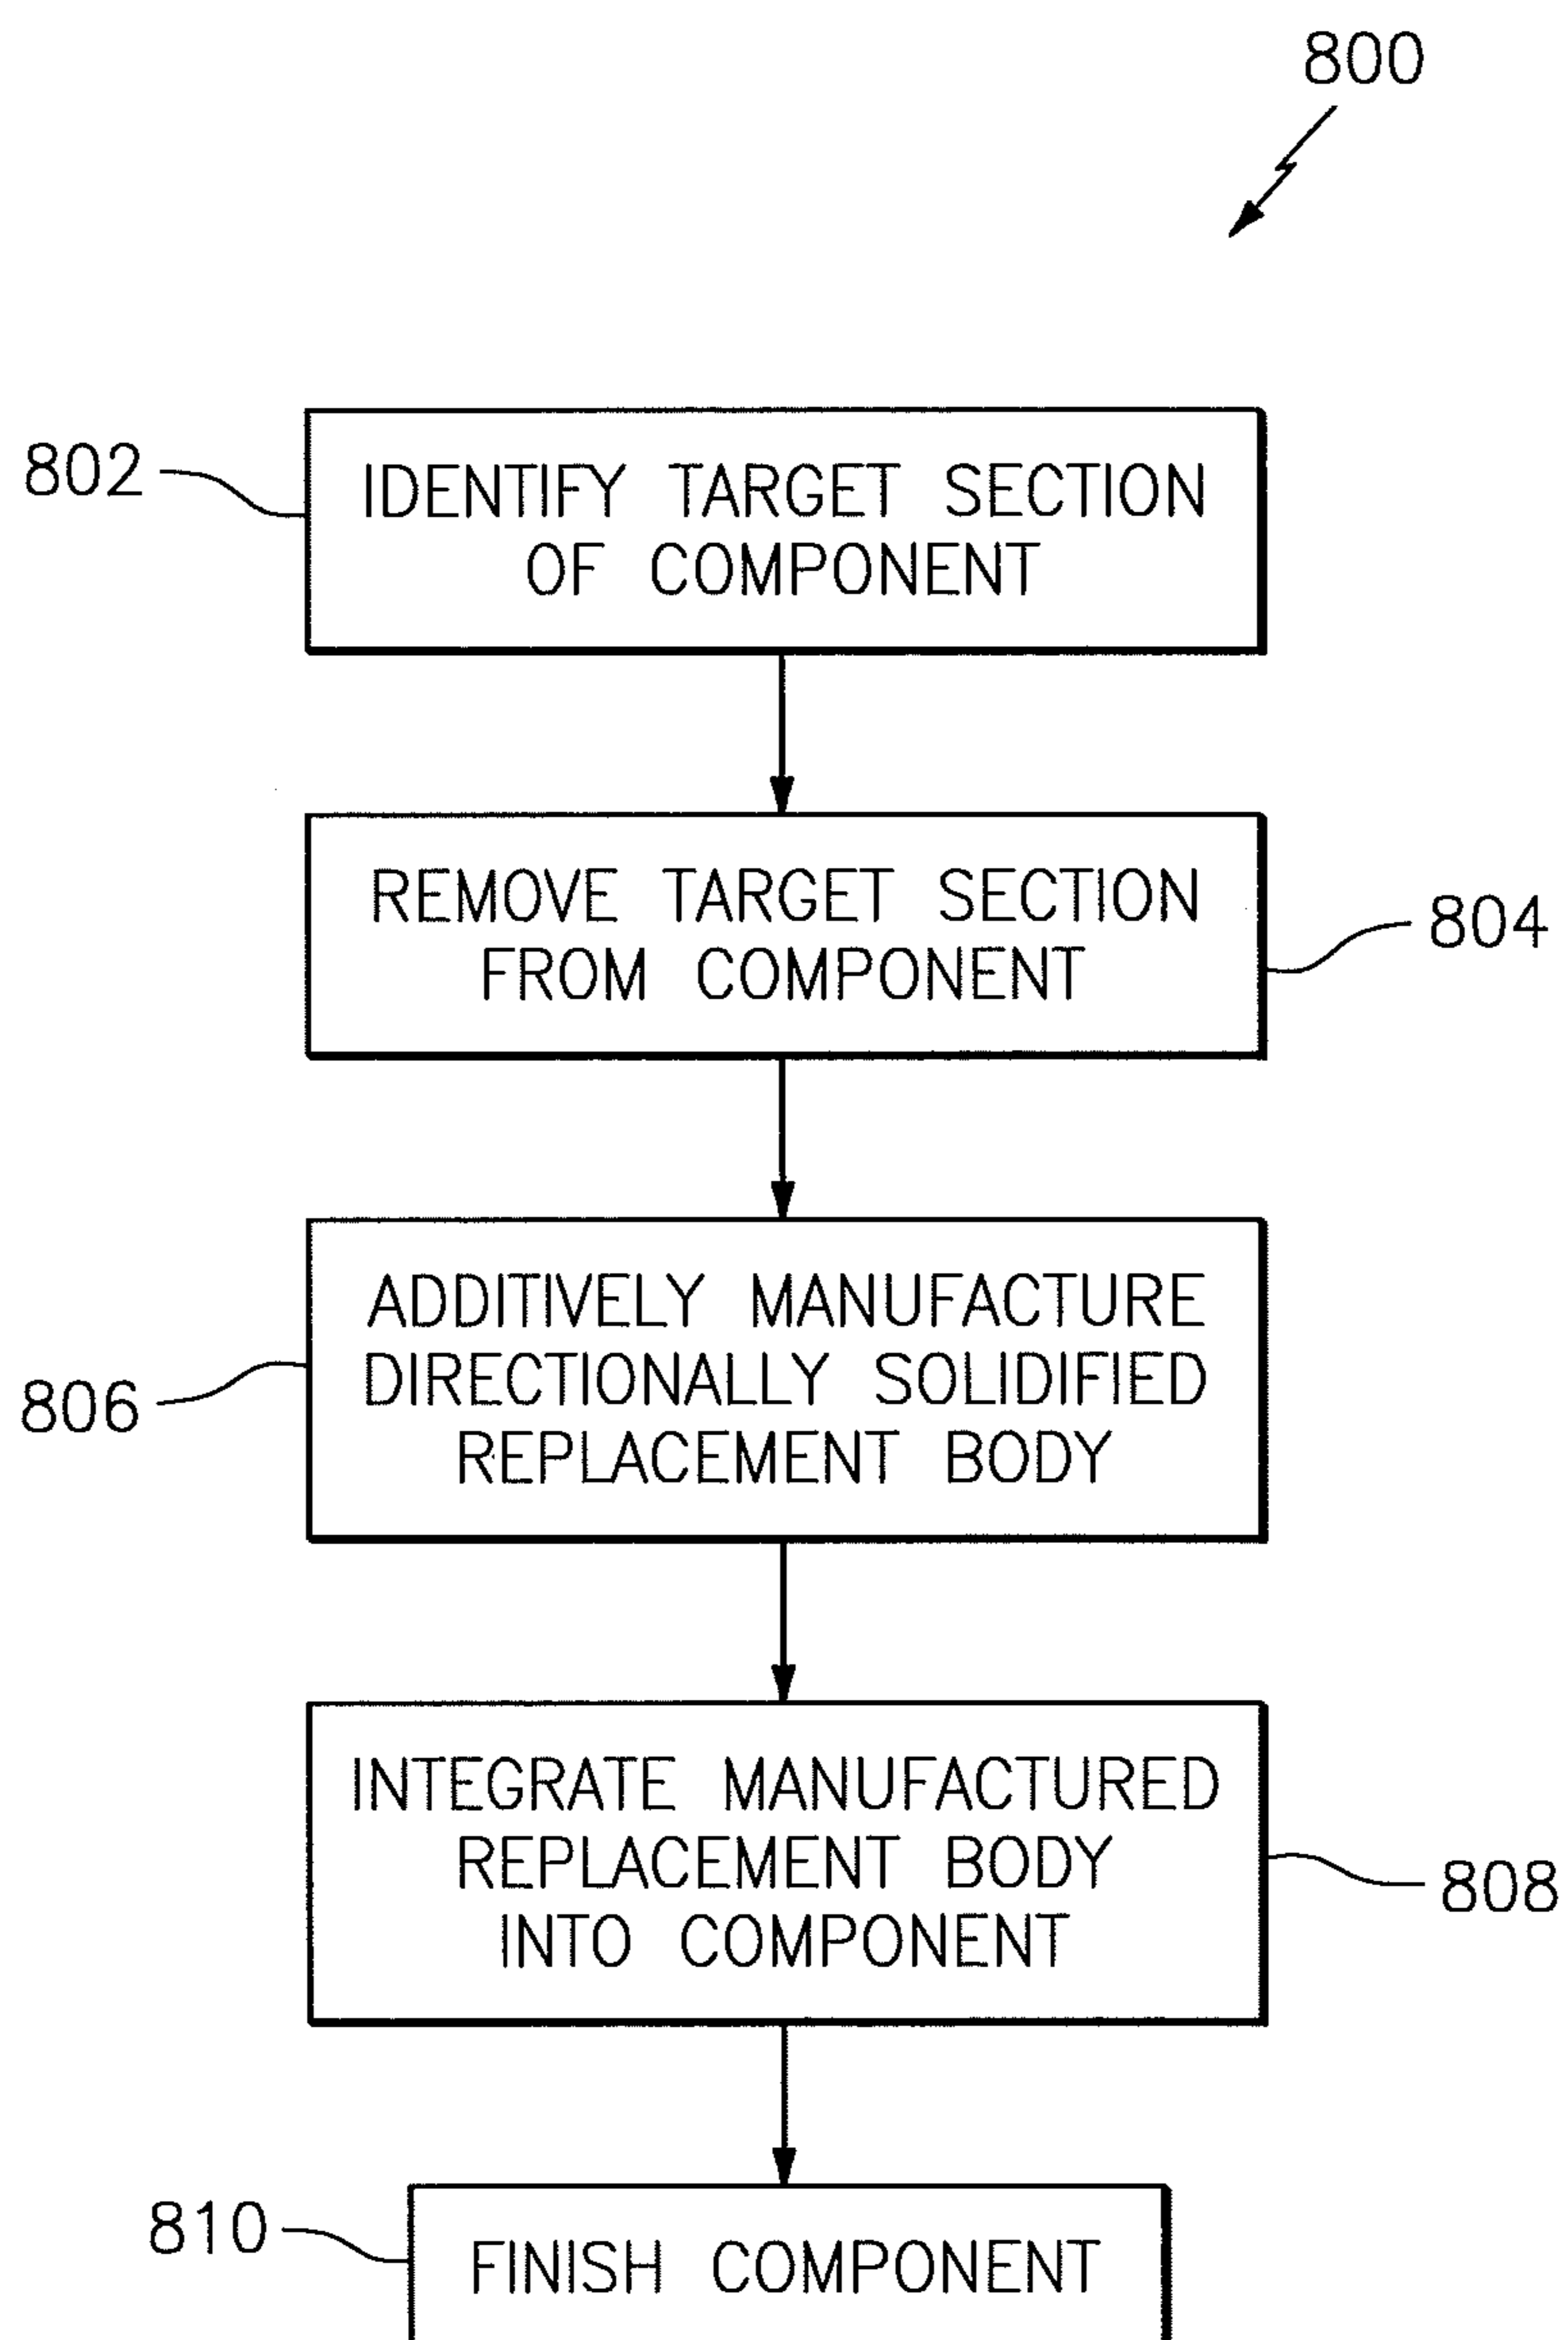 800
802
IDENTIFY TARGET SECTION
OF COMPONENT
REMOVE TARGET SECTION
FROM COMPONENT
804
ADDITIVELY MANUFACTURE
DIRECTIONALLY SOLIDIFIED
REPLACEMENT BODY
806
INTEGRATE MANUFACTURED
REPLACEMENT BODY
INTO COMPONENT
808
810
FINISH COMPONENT